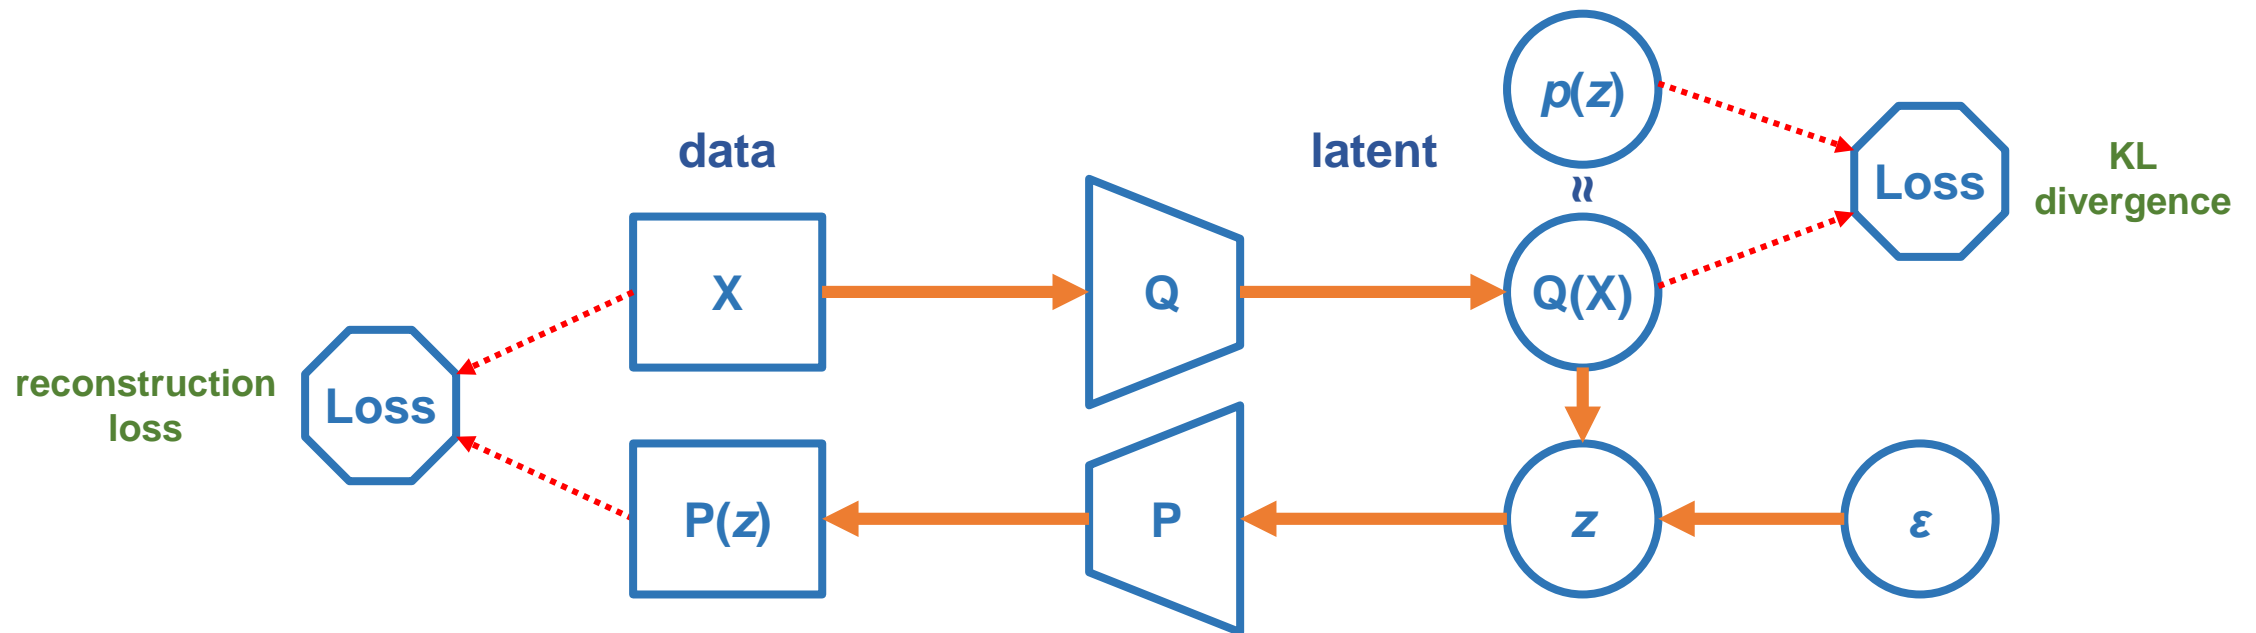 p(z)
data
latent
≈
Loss
KL
divergence
X
Q
Q(X)
reconstruction
loss
Loss
P(z)
P
z
ε